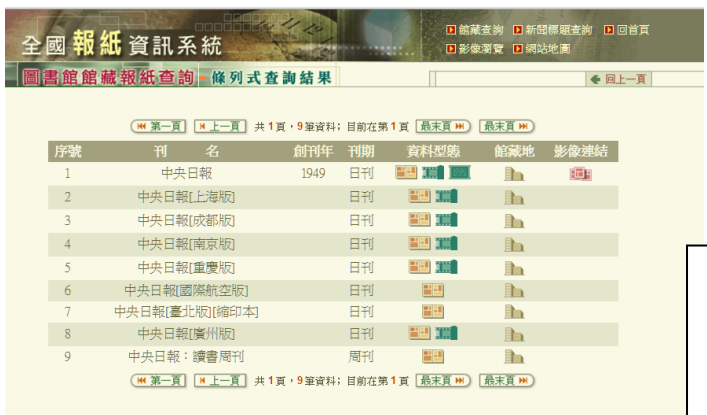 館藏查詢 新聞標題查詢 回首頁
全國報紙資訊系統
影像瀏覽 網站地圖
圖書館館藏報紙查詢 條列式查詢結果 回上一頁
第一頁 上一頁 共1頁，9筆資料；目前在第1頁 最末頁 最末頁
序號 刊名 創刊年 刊期 資料型態 館藏地 影像連結
1 中央日報 1949 日刊
2 中央日報[上海版] 日刊
3 中央日報[成都版] 日刊
4 中央日報[南京版] 日刊
5 中央日報[重慶版] 日刊
6 中央日報[國際航空版] 日刊
7 中央日報[臺北版][縮印本] 日刊
8 中央日報[廣州版] 日刊
9 中央日報：讀書周刊 周刊
第一頁 上一頁 共1頁，9筆資料；目前在第1頁 最末頁 最末頁